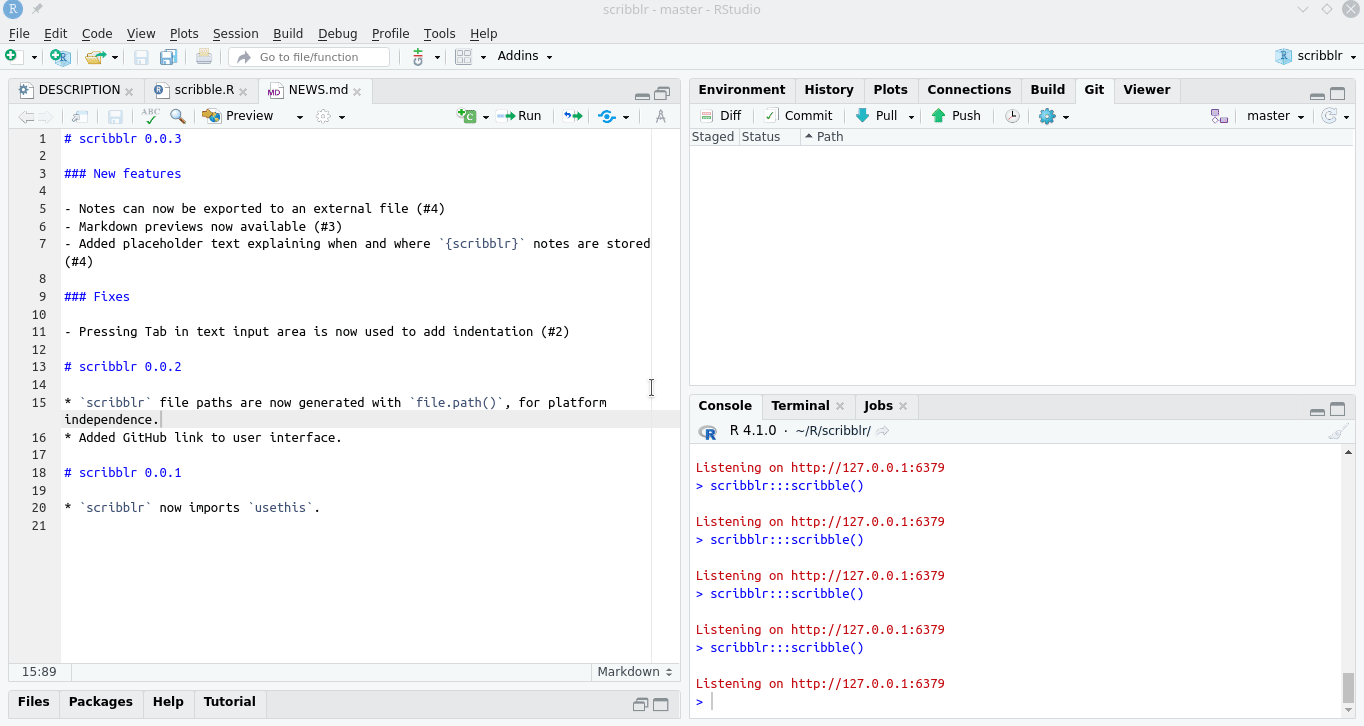 scribblr - master - RStudio
File Edit Code View Plots Session Build Debug Profile Tools Help
Go to file/function Addins scribblr
DESCRIPTION scribble.R NEWS.md
ABC Preview Run
1 # scribblr 0.0.3
2
3 ### New features
4
5 - Notes can now be exported to an external file (#4)
6 - Markdown previews now available (#3)
7 - Added placeholder text explaining when and where `{scribblr}` notes are stored
(#4)
8
9 ### Fixes
10
11 - Pressing Tab in text input area is now used to add indentation (#2)
12
13 # scribblr 0.0.2
14
15 * `scribblr` file paths are now generated with `file.path()`, for platform
independence.
16 * Added GitHub link to user interface.
17
18 # scribblr 0.0.1
19
20 * `scribblr` now imports `usethis`.
21
15:89 Markdown
Files Packages Help Tutorial
Environment History Plots Connections Build Git Viewer
Diff Commit Pull Push master
Staged Status Path
Console Terminal Jobs
R 4.1.0 · ~/R/scribblr/
Listening on http://127.0.0.1:6379
> scribblr:::scribble()
Listening on http://127.0.0.1:6379
> scribblr:::scribble()
Listening on http://127.0.0.1:6379
> scribblr:::scribble()
Listening on http://127.0.0.1:6379
> scribblr:::scribble()
Listening on http://127.0.0.1:6379
>